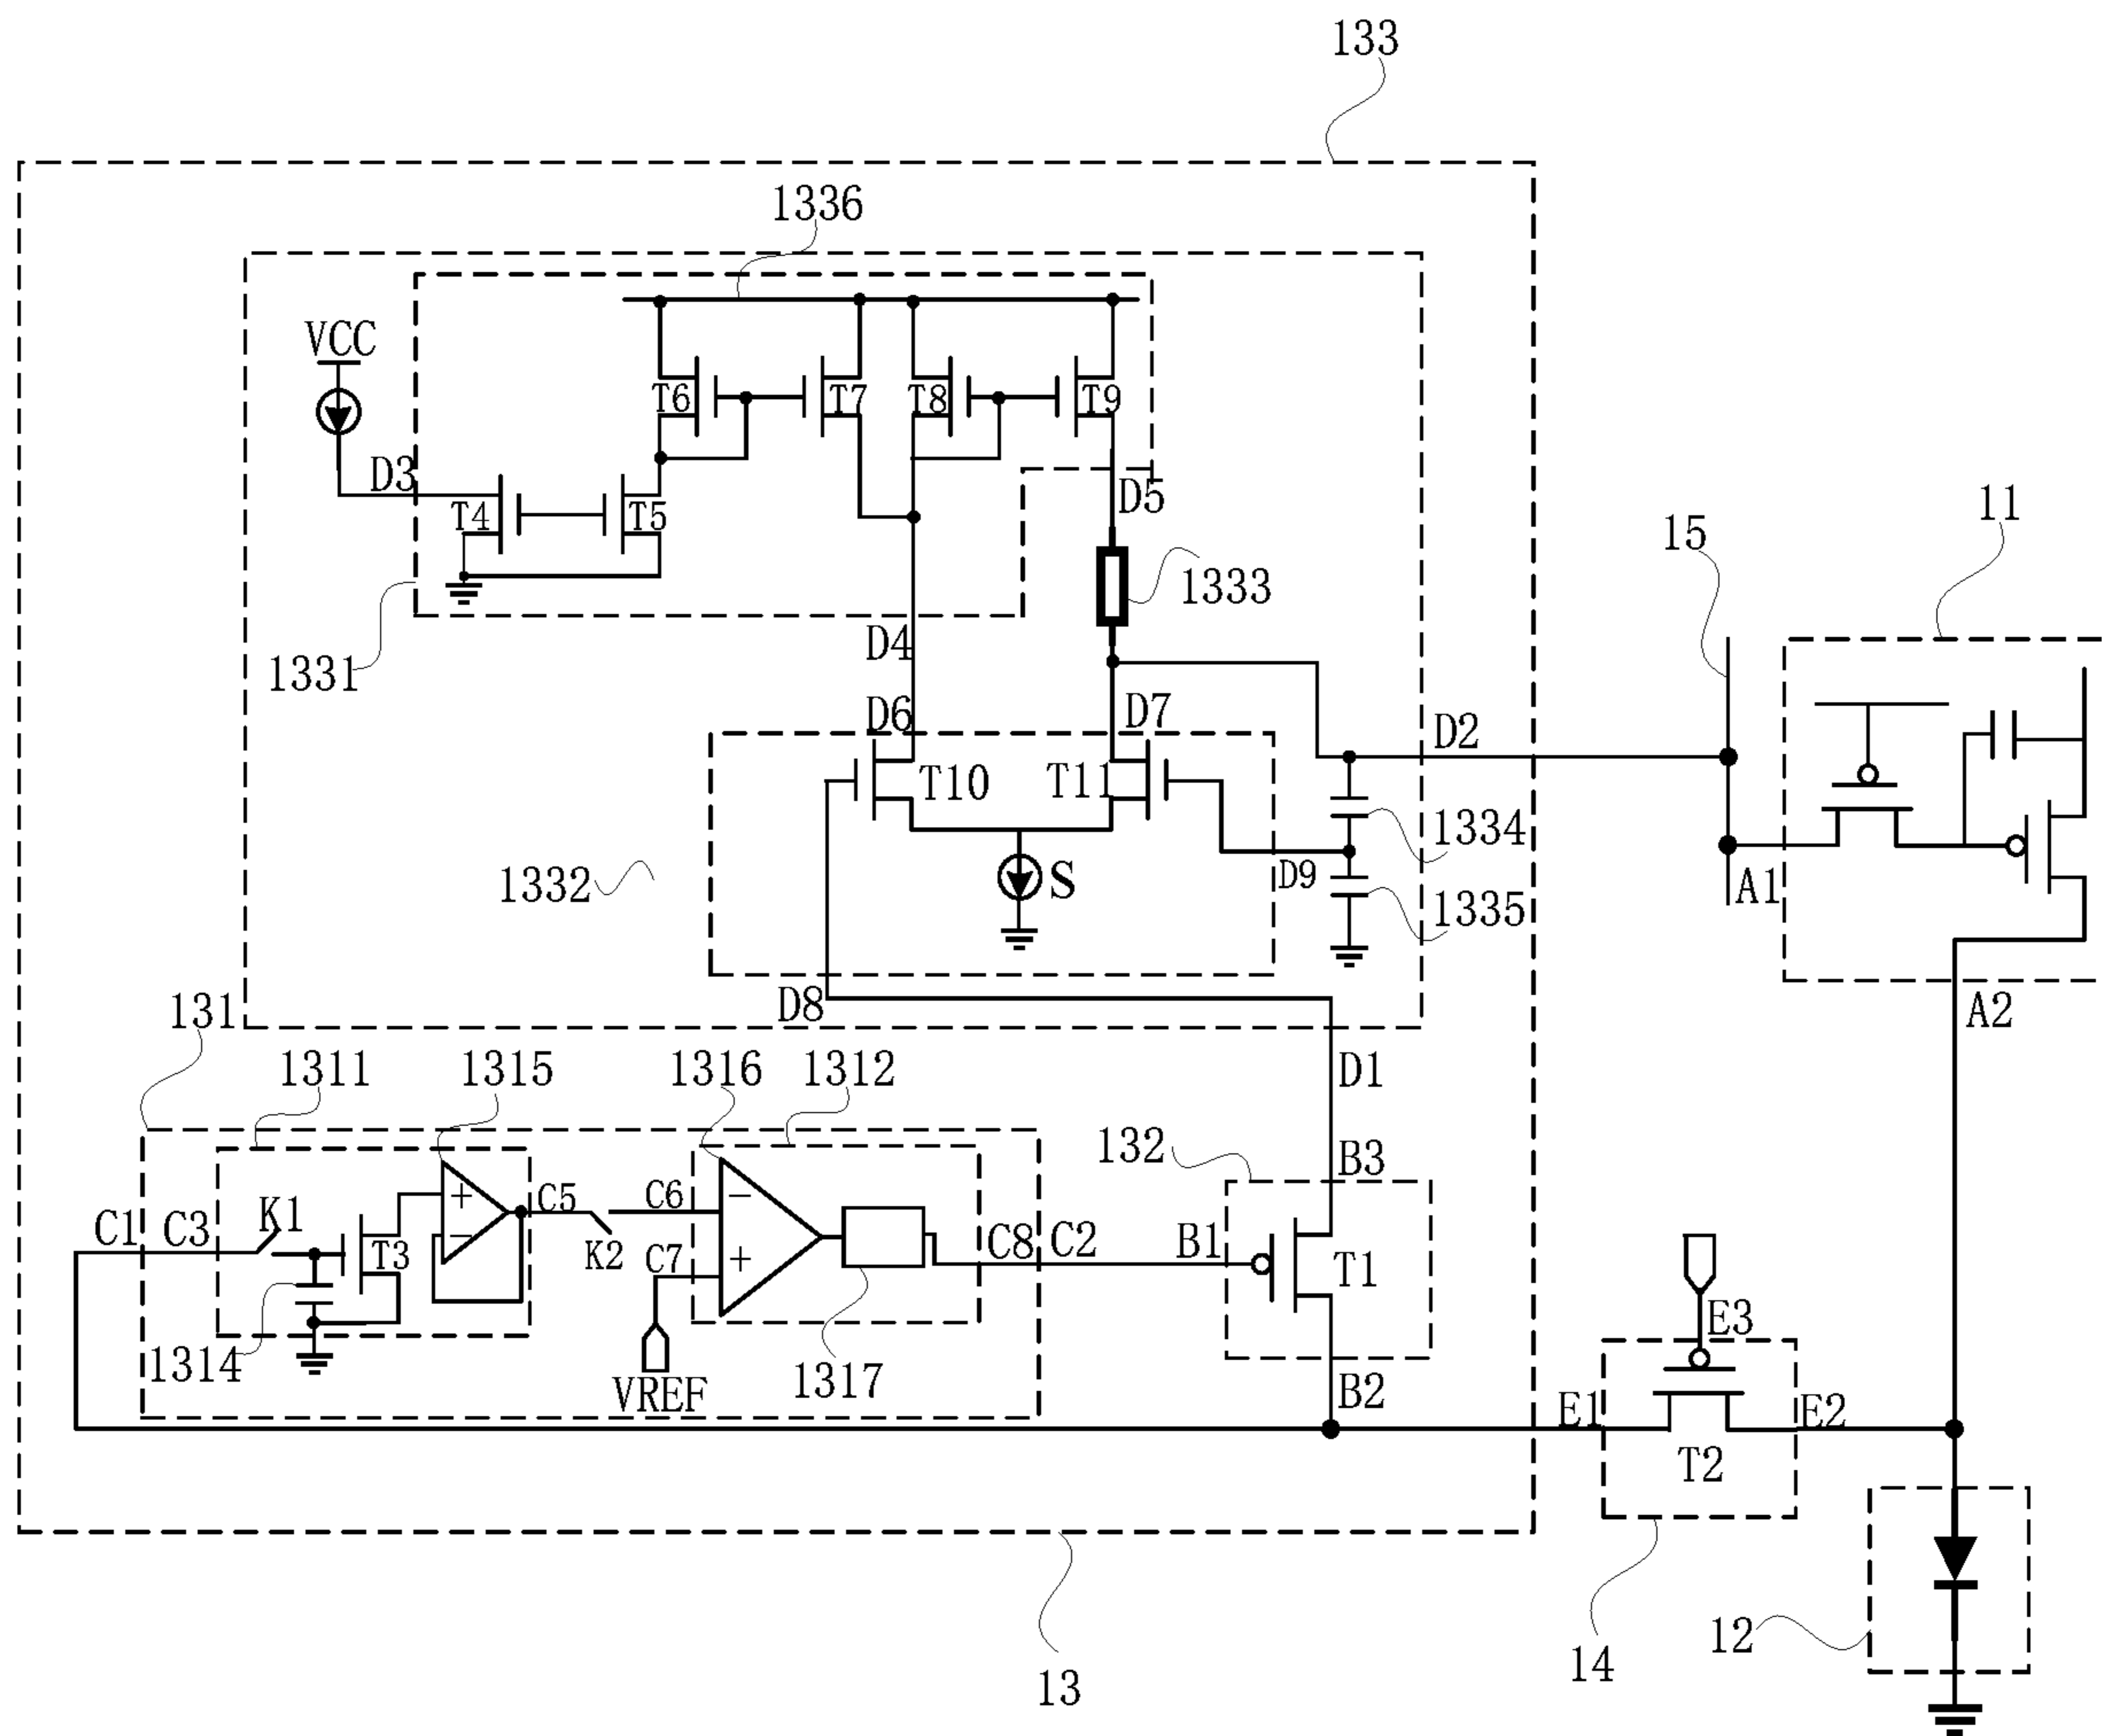 133
1336
VCC
T6
T7
T8
T9
D3
T4
T5
D5
15
11
1333
1331
D4
D6
D7
D2
T10
T11
1334
1332
S
D9
A1
1335
D8
131
A2
1311
1315
1316
1312
D1
132
B3
C1
C3
K1
T3
+
-
C5
K2
C6
C7
-
+
C8
C2
B1
T1
E3
1314
VREF
1317
B2
E1
E2
T2
12
14
13